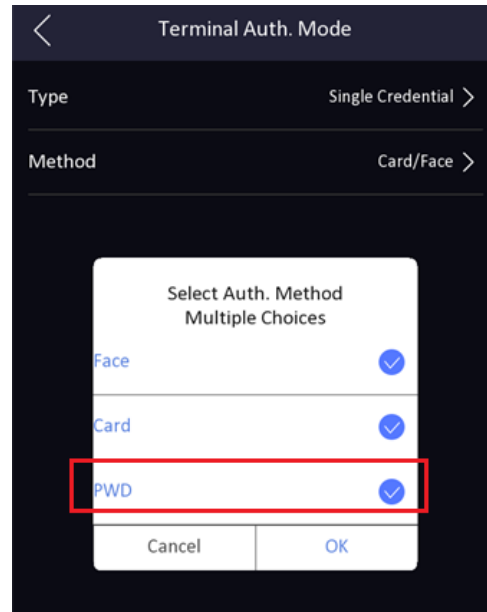 Terminal Auth. Mode
Type Single Credential
Method Card/Face
Select Auth. Method
Multiple Choices
Face
Card
PWD
Cancel OK